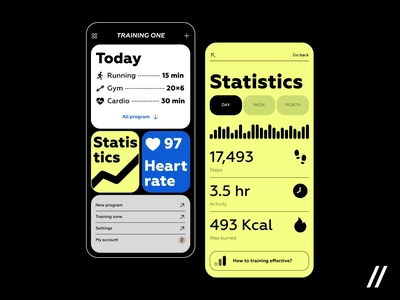 TRAINING ONE
Today
Running 15 min
Gym 20×6
Cardio 30 min
All program
Statis
tics
97
Heart
rate
New program
Training zone
Settings
My account
Go back
Statistics
DAY WEEK MONTH
17,493
Steps
3.5 hr
Activity
493 Kcal
Was burned
How to training effective?